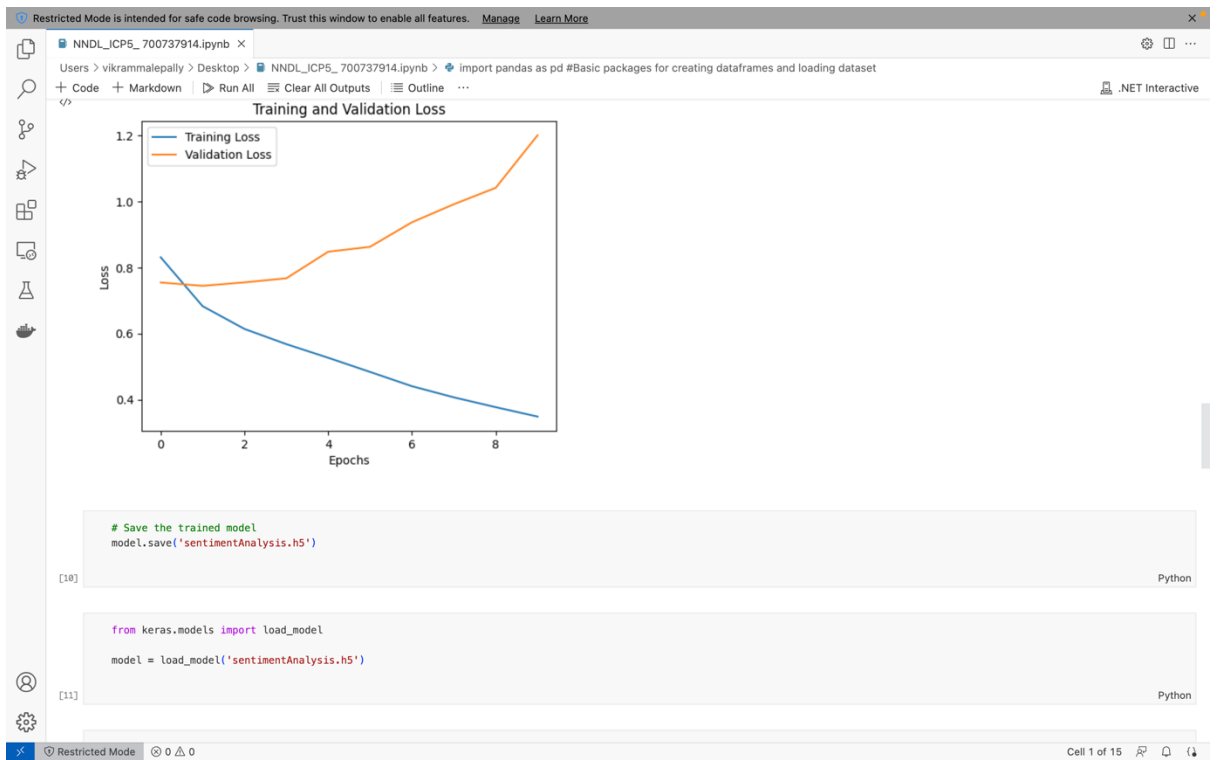 Restricted Mode is intended for safe code browsing. Trust this window to enable all features. Manage Learn More
NNDL_ICP5_ 700737914.ipynb
Users > vikrammalepally > Desktop > NNDL_ICP5_ 700737914.ipynb > import pandas as pd #Basic packages for creating dataframes and loading dataset
+ Code + Markdown Run All Clear All Outputs Outline ...
.NET Interactive
Training and Validation Loss
Training Loss
Validation Loss
1.2
1.0
0.8
0.6
0.4
Loss
0 2 4 6 8
Epochs
# Save the trained model
model.save('sentimentAnalysis.h5')
[10]
Python
from keras.models import load_model
model = load_model('sentimentAnalysis.h5')
[11]
Python
Restricted Mode 0 0
Cell 1 of 15